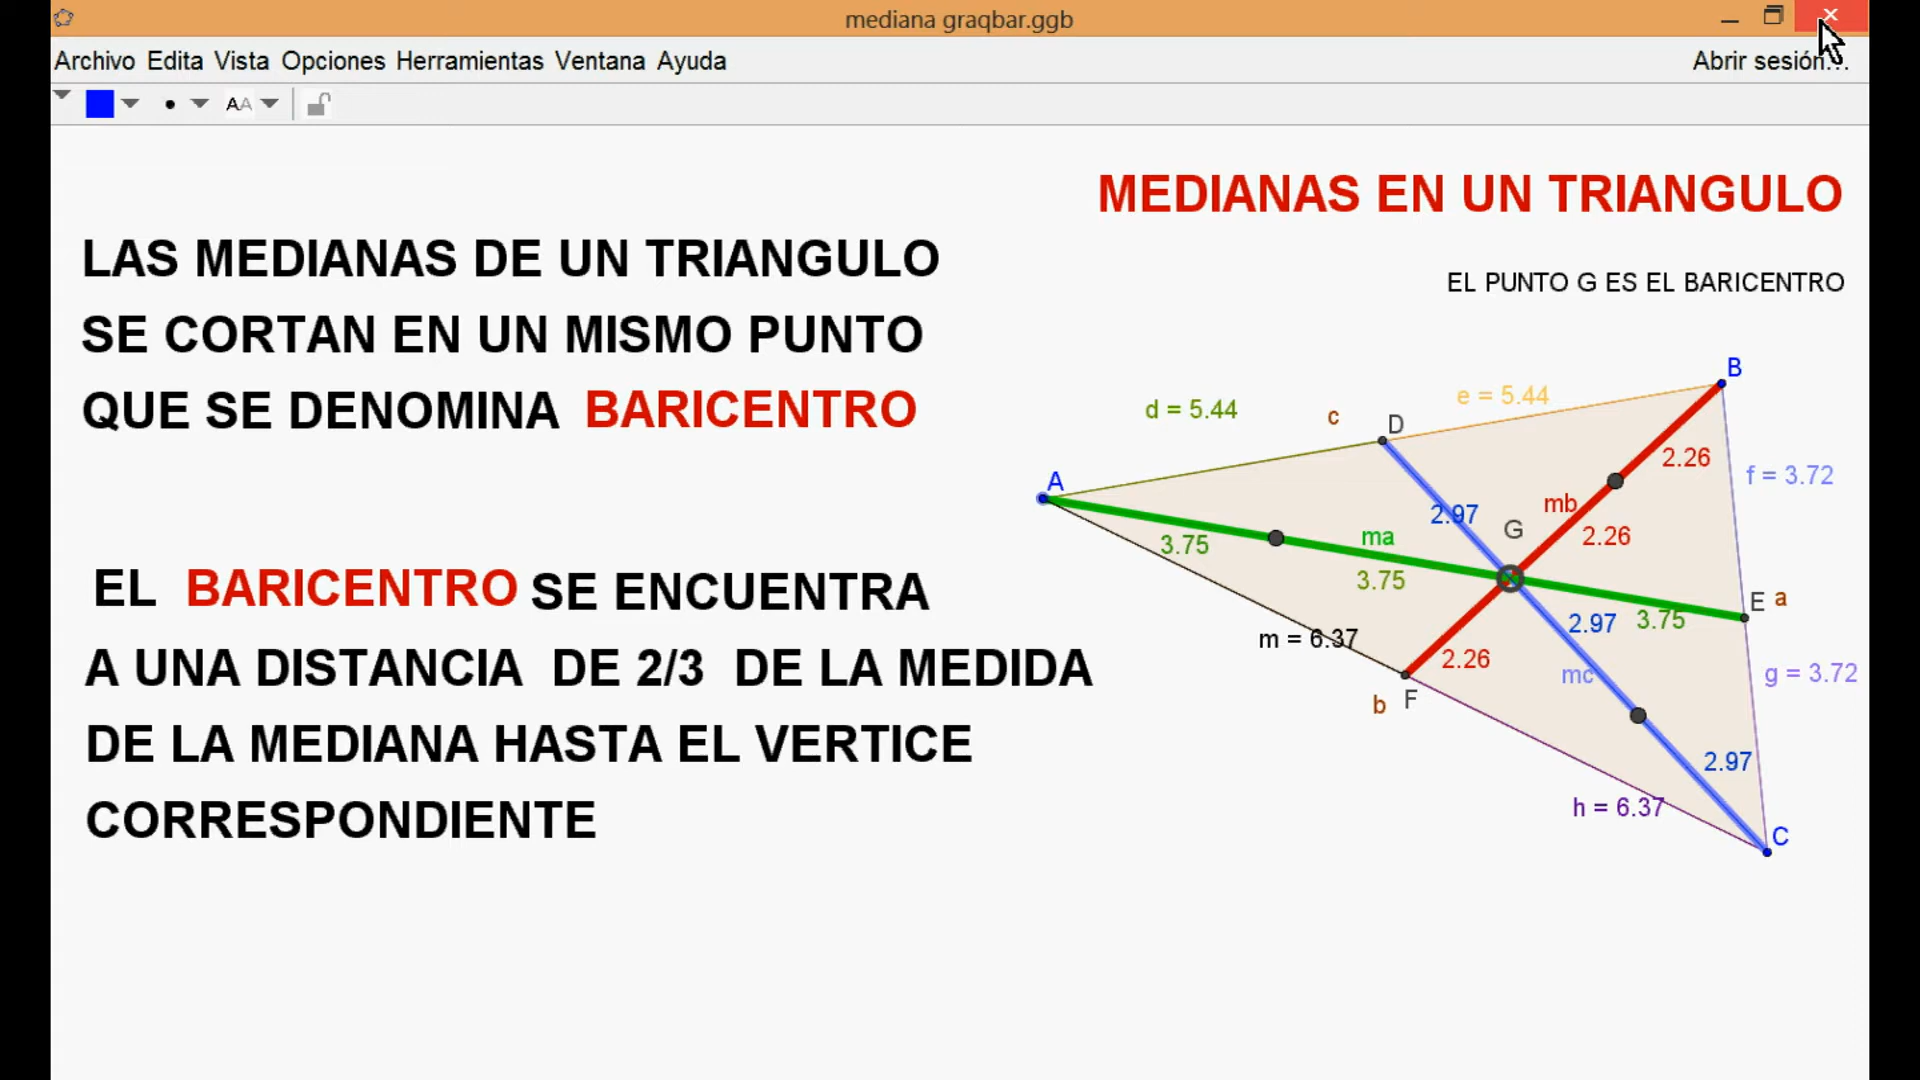 mediana graqbar.ggb
Archivo Edita Vista Opciones Herramientas Ventana Ayuda
Abrir sesión...
AA
MEDIANAS EN UN TRIANGULO
LAS MEDIANAS DE UN TRIANGULO
SE CORTAN EN UN MISMO PUNTO
QUE SE DENOMINA BARICENTRO
EL PUNTO G ES EL BARICENTRO
EL BARICENTRO SE ENCUENTRA
A UNA DISTANCIA DE 2/3 DE LA MEDIDA
DE LA MEDIANA HASTA EL VERTICE
CORRESPONDIENTE
B
e = 5.44
d = 5.44
c
D
2.26
f = 3.72
A
mb
2.97
G
2.26
ma
3.75
3.75
E
a
2.97
3.75
m = 6.37
2.26
mc
g = 3.72
b
F
2.97
h = 6.37
C